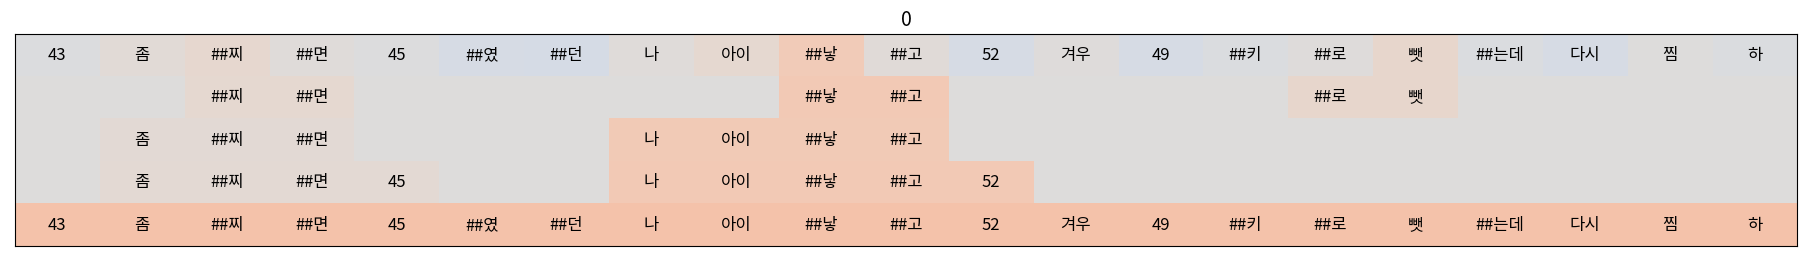 0
43 좀 ##찌 ##면 45 ##였 ##던 나 아이 ##낳 ##고 52 겨우 49 ##키 ##로 뺏 ##는데 다시 찜 하
##찌 ##면 ##낳 ##고 ##로 뺏
좀 ##찌 ##면 나 아이 ##낳 ##고
좀 ##찌 ##면 45 나 아이 ##낳 ##고 52
43 좀 ##찌 ##면 45 ##였 ##던 나 아이 ##낳 ##고 52 겨우 49 ##키 ##로 뺏 ##는데 다시 찜 하